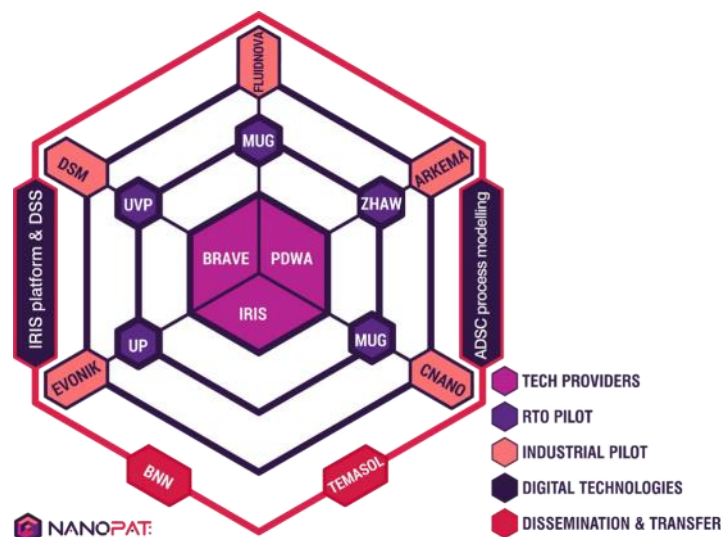 FLUIDNOVA
MUG
DSM
ARKEMA
UVP
ZHAW
BRAVE
PDWA
IRIS
IRIS platform & DSS
ADSC process modelling
UP
MUG
EVONIK
CNANO
BNN
TEMASOL
TECH PROVIDERS
RTO PILOT
INDUSTRIAL PILOT
DIGITAL TECHNOLOGIES
DISSEMINATION & TRANSFER
NANOPAT: